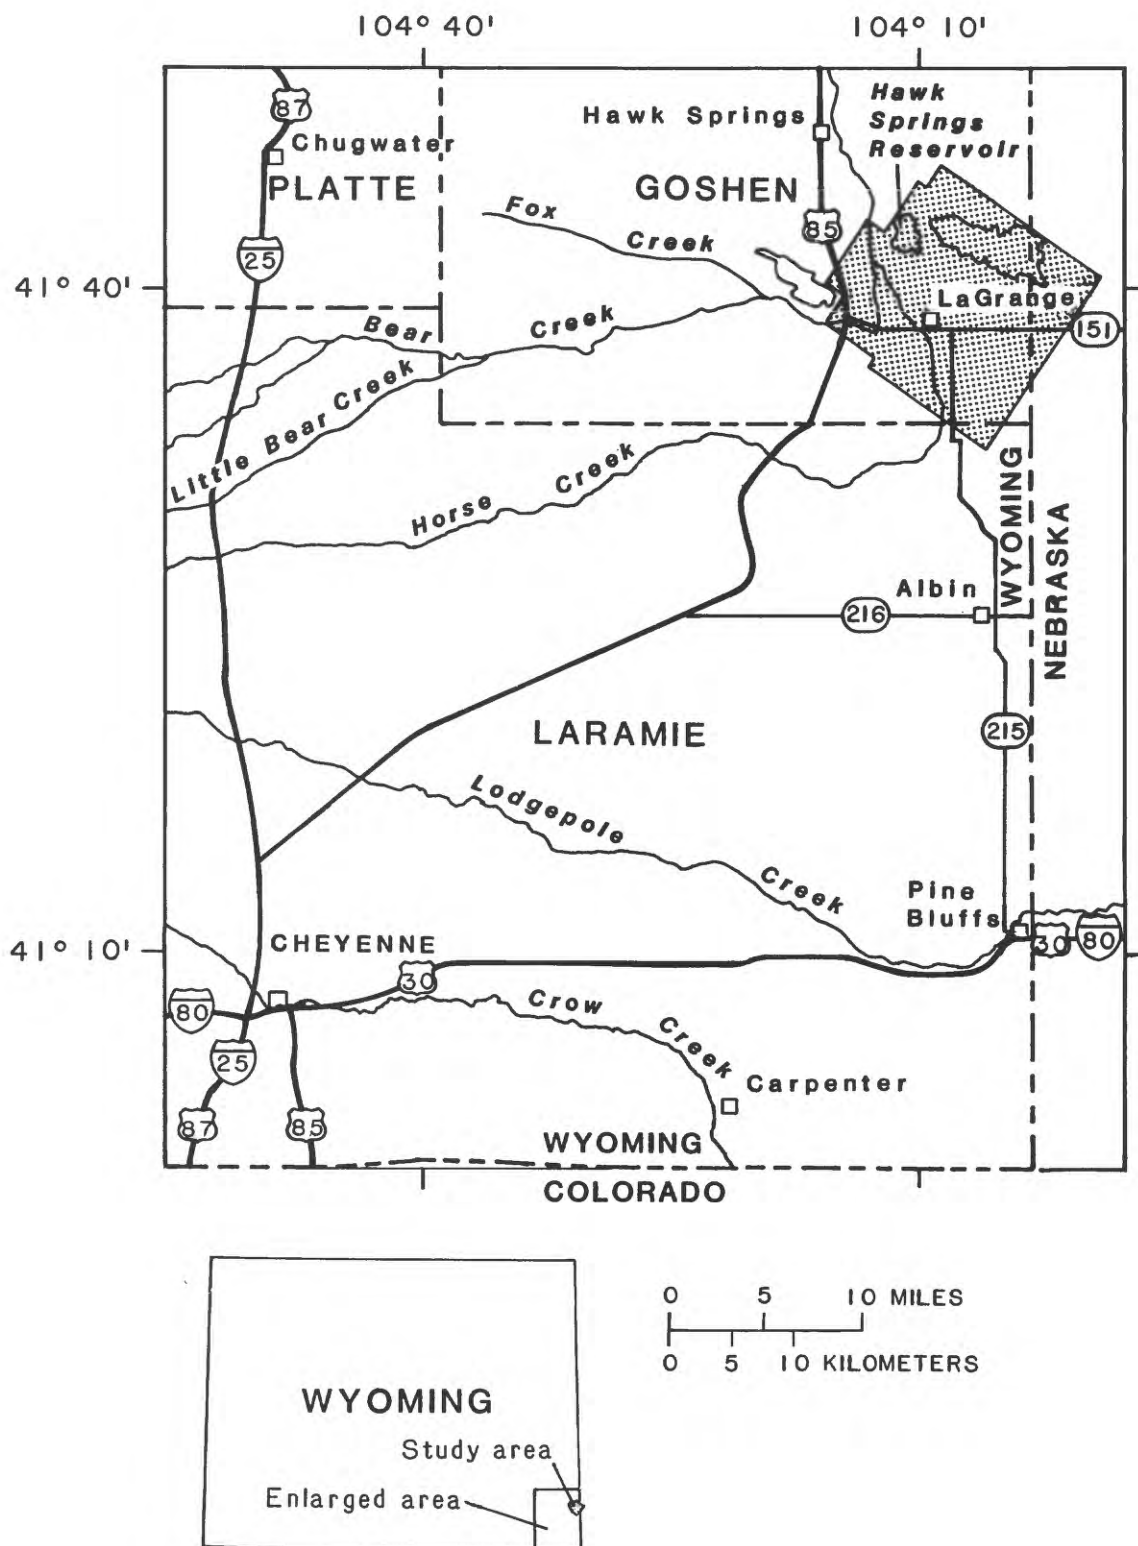 104° 40'
104° 10'
87
Chugwater
PLATTE
Hawk Springs
Hawk
Springs
Reservoir
GOSHEN
Fox
Creek
85
25
41° 40'
LaGrange
151
Bear
Creek
Little Bear Creek
Horse
Creek
WYOMING
NEBRASKA
Albin
216
LARAMIE
215
Lodgepole
Creek
Pine
Bluffs
30
80
41° 10'
CHEYENNE
30
80
Crow
Creek
25
Carpenter
87
85
WYOMING
COLORADO
0 5 10 MILES
0 5 10 KILOMETERS
WYOMING
Study area
Enlarged area